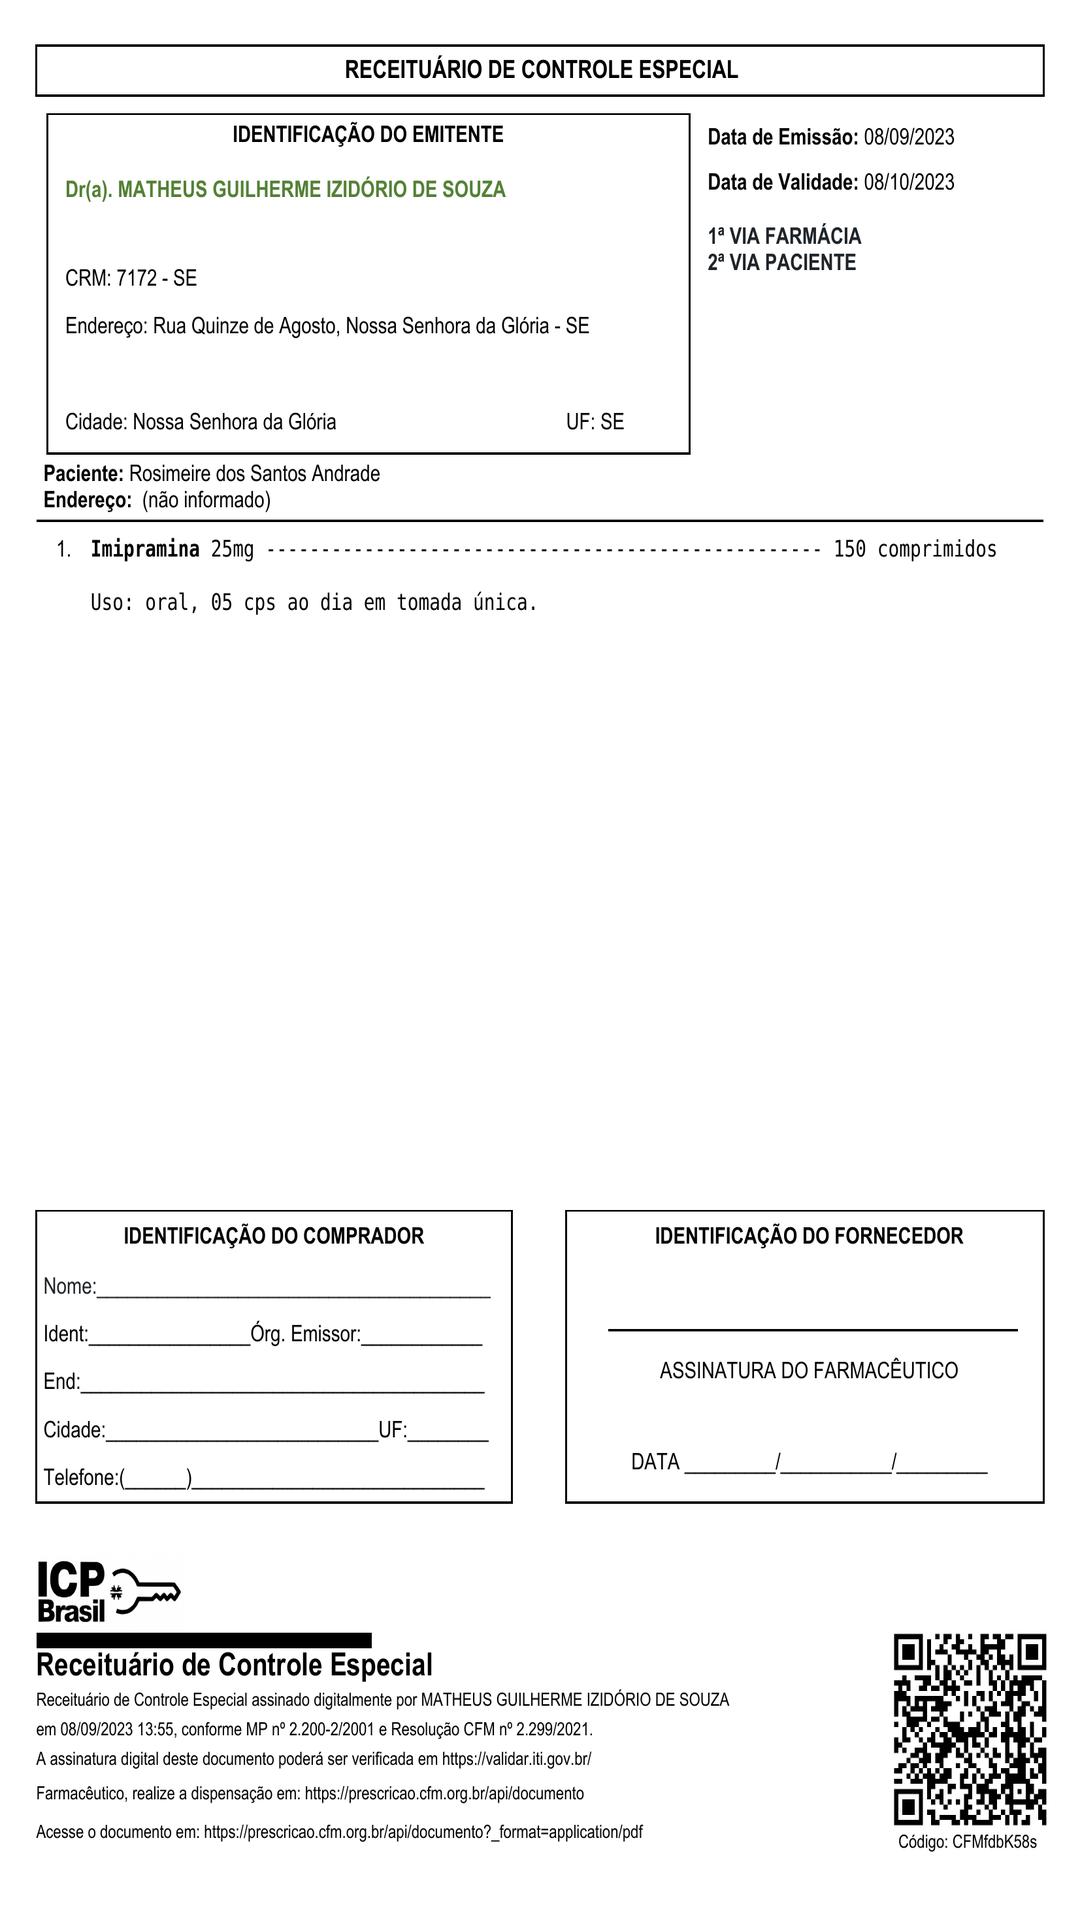 RECEITUÁRIO DE CONTROLE ESPECIAL
IDENTIFICAÇÃO DO EMITENTE
Dr(a). MATHEUS GUILHERME IZIDÓRIO DE SOUZA
CRM: 7172 - SE
Endereço: Rua Quinze de Agosto, Nossa Senhora da Glória - SE
Cidade: Nossa Senhora da Glória UF: SE
Data de Emissão: 08/09/2023
Data de Validade: 08/10/2023
1ª VIA FARMÁCIA
2ª VIA PACIENTE
Paciente: Rosimeire dos Santos Andrade
Endereço: (não informado)
1. Imipramina 25mg --------------------------------------------------- 150 comprimidos
Uso: oral, 05 cps ao dia em tomada única.
IDENTIFICAÇÃO DO COMPRADOR
Nome:_______________________________________
Ident:________________Órg. Emissor:____________
End:________________________________________
Cidade:___________________________UF:________
Telefone:(______)_____________________________
IDENTIFICAÇÃO DO FORNECEDOR
ASSINATURA DO FARMACÊUTICO
DATA _________/___________/_________
ICP
Brasil
Receituário de Controle Especial
Receituário de Controle Especial assinado digitalmente por MATHEUS GUILHERME IZIDÓRIO DE SOUZA
em 08/09/2023 13:55, conforme MP nº 2.200-2/2001 e Resolução CFM nº 2.299/2021.
A assinatura digital deste documento poderá ser verificada em https://validar.iti.gov.br/
Farmacêutico, realize a dispensação em: https://prescricao.cfm.org.br/api/documento
Acesse o documento em: https://prescricao.cfm.org.br/api/documento?_format=application/pdf
Código: CFMfdbK58s